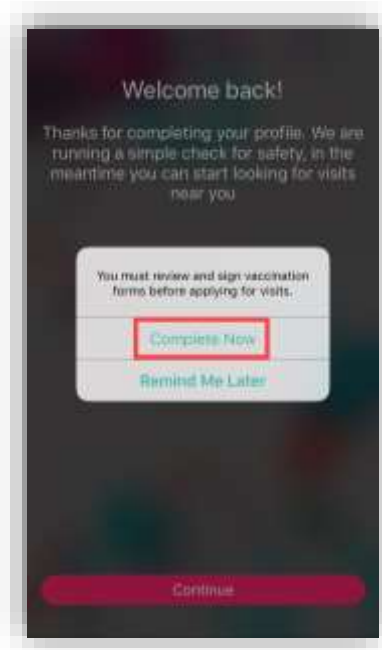 Welcome back!
Thanks for completing your profile. We are
running a simple check for safety, in the
meantime you can start looking for visits
near you
You must review and sign vaccination
forms before applying for visits.
Complete Now
Remind Me Later
Continue